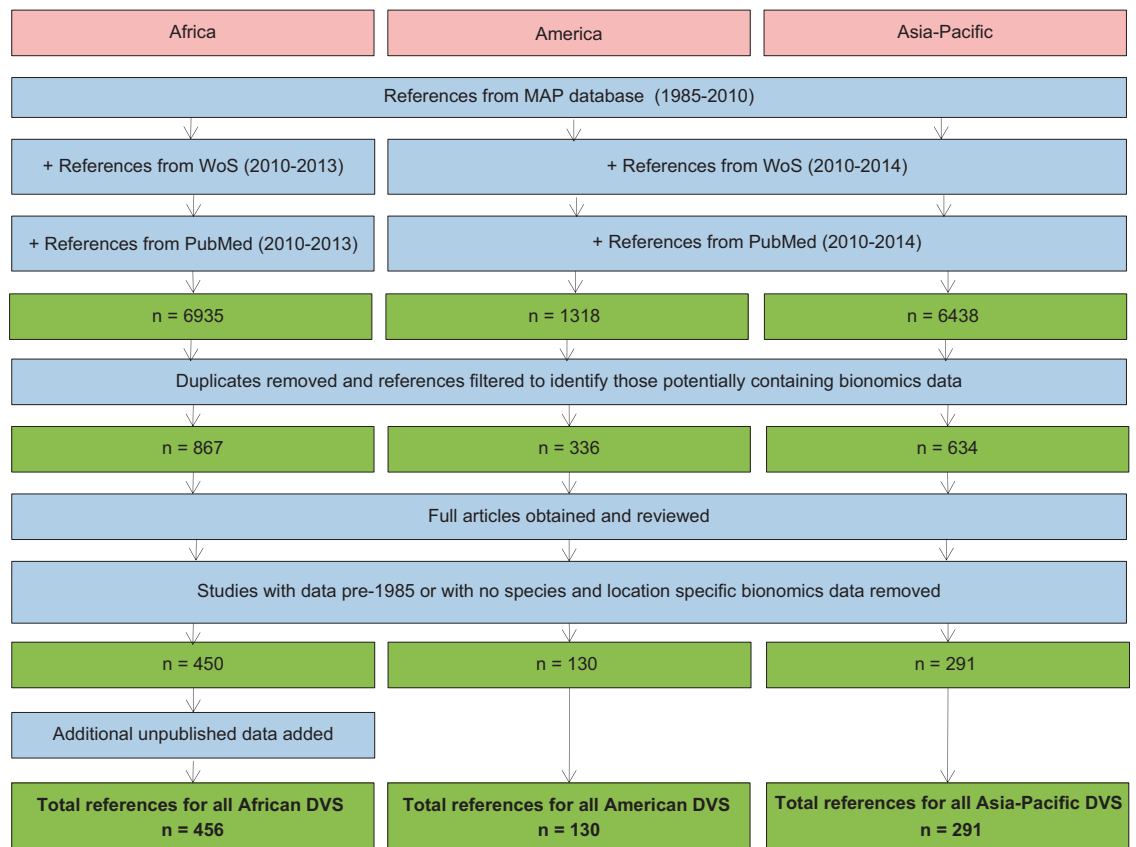 Africa
America
Asia-Pacific
References from MAP database (1985-2010)
+ References from WoS (2010-2013)
+ References from WoS (2010-2014)
+ References from PubMed (2010-2013)
+ References from PubMed (2010-2014)
n = 6935
n = 1318
n = 6438
Duplicates removed and references filtered to identify those potentially containing bionomics data
n = 867
n = 336
n = 634
Full articles obtained and reviewed
Studies with data pre-1985 or with no species and location specific bionomics data removed
n = 450
n = 130
n = 291
Additional unpublished data added
Total references for all African DVS
n = 456
Total references for all American DVS
n = 130
Total references for all Asia-Pacific DVS
n = 291